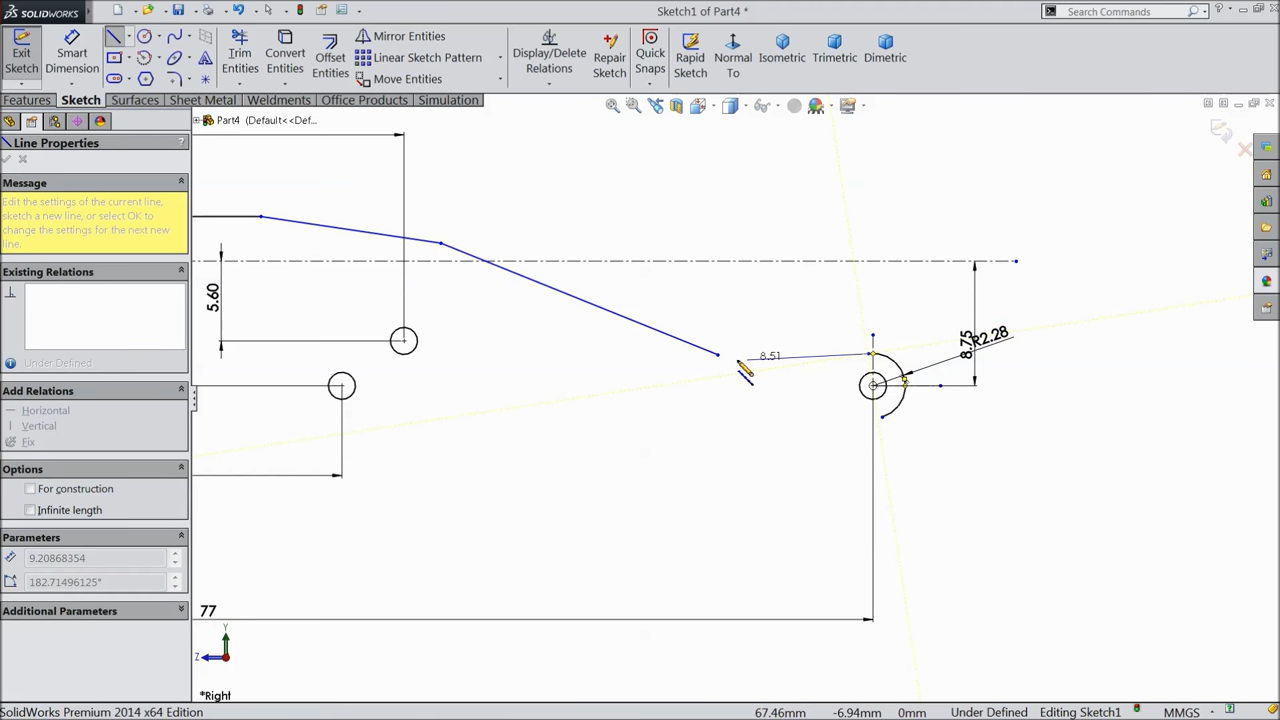 SOLIDWORKS
Sketch1 of Part4 *
Search Commands
Exit Sketch
Smart Dimension
Trim Entities
Convert Entities
Offset Entities
Mirror Entities
Linear Sketch Pattern
Move Entities
Display/Delete Relations
Repair Sketch
Quick Snaps
Rapid Sketch
Normal To
Isometric
Trimetric
Dimetric
Features
Sketch
Surfaces
Sheet Metal
Weldments
Office Products
Simulation
Part4 (Default<<Def...
Line Properties
?
Message
Edit the settings of the current line,
sketch a new line, or select OK to
change the settings for the next new
line.
Existing Relations
Under Defined
Add Relations
Horizontal
Vertical
Fix
Options
For construction
Infinite length
Parameters
9.20868354
182.71496125°
Additional Parameters
5.60
8.51
8.75
R2.28
77
Y
Z
*Right
SolidWorks Premium 2014 x64 Edition
67.46mm
-6.94mm
0mm
Under Defined
Editing Sketch1
MMGS